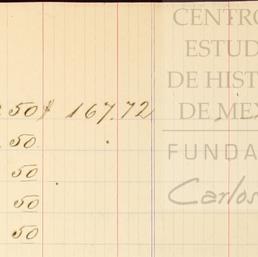 CENTRO
ESTUD
DE HIST
DE MEX
50 $ 167.72
50
FUNDA
50
Carlos
50
50